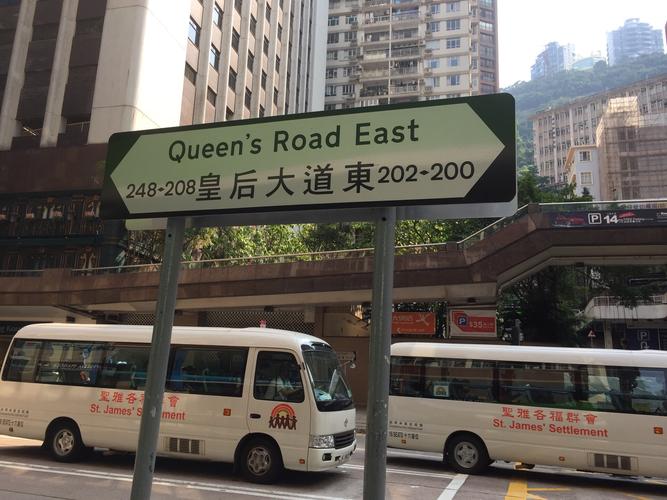 Queen's Road East
248→208 皇后大道東 202→200
P 14
P $35
聖雅各福會
St. James' Settlement
聖雅各福群會
St. James' Settlement